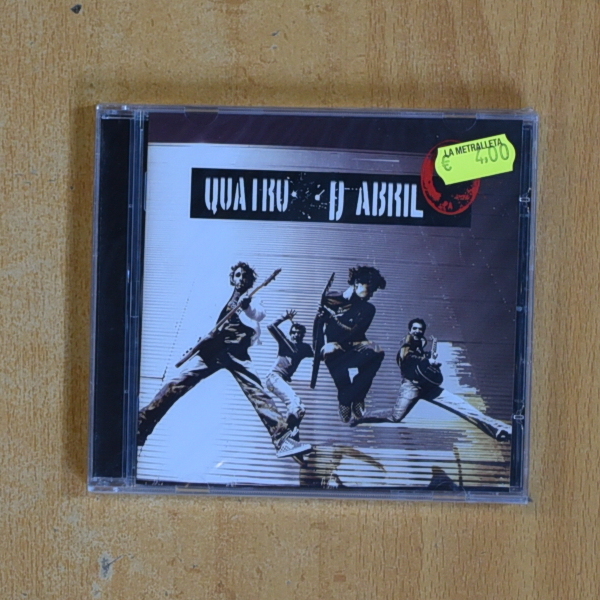 LA METRALLETA
€ 4,00
QUATRO D ABRIL